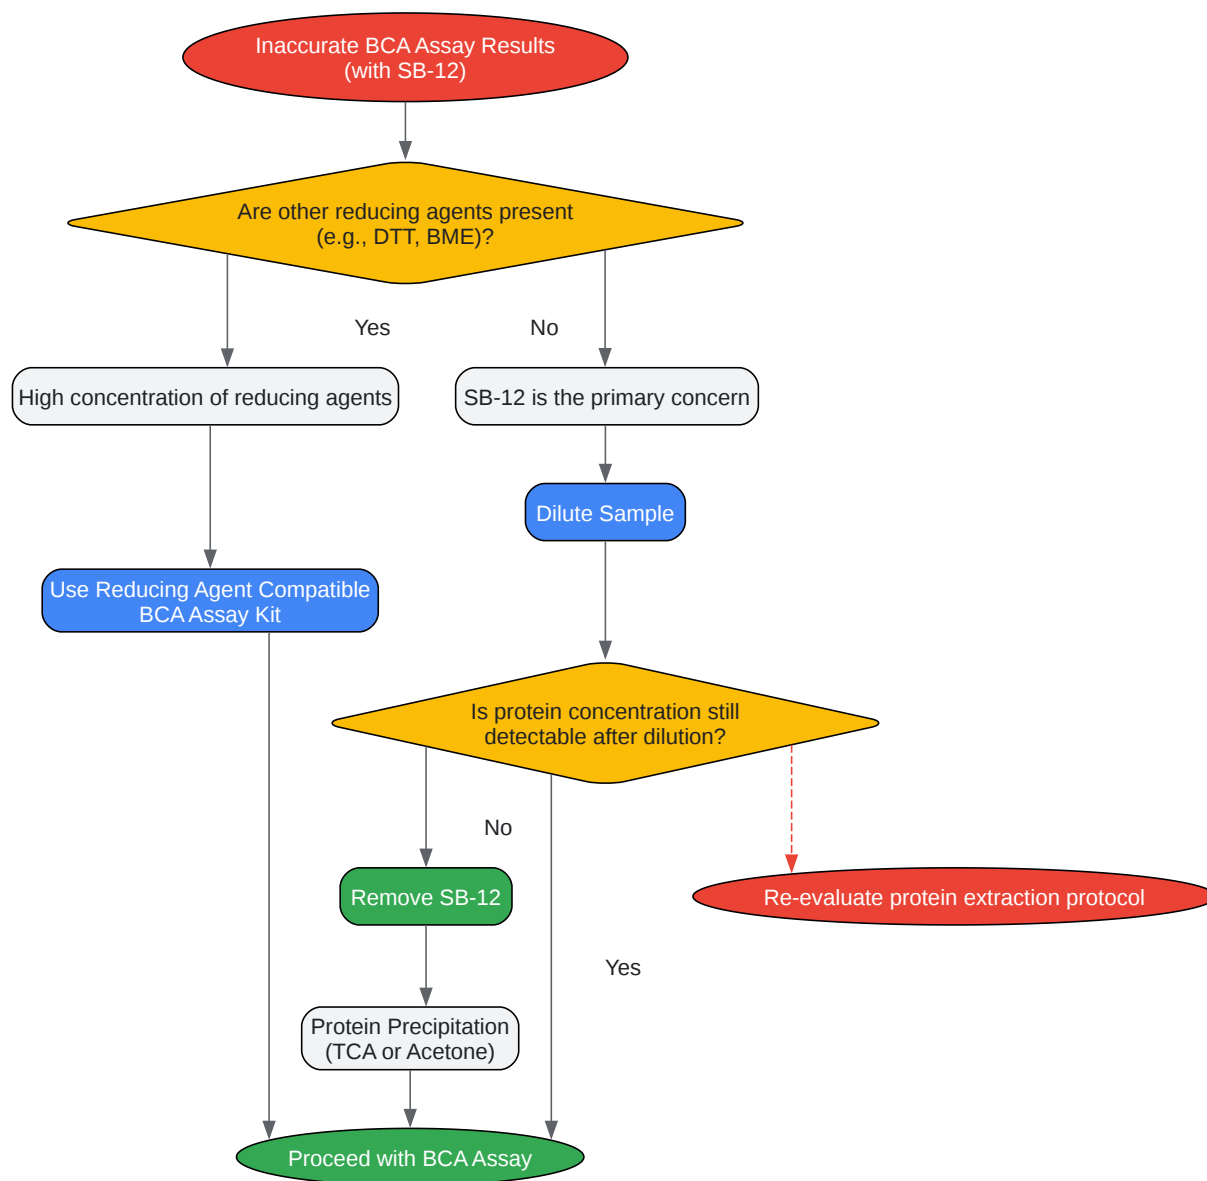 Inaccurate BCA Assay Results
(with SB-12)
Are other reducing agents present
(e.g., DTT, BME)?
Yes
No
High concentration of reducing agents
SB-12 is the primary concern
Dilute Sample
Use Reducing Agent Compatible
BCA Assay Kit
Is protein concentration still
detectable after dilution?
No
Remove SB-12
Re-evaluate protein extraction protocol
Yes
Protein Precipitation
(TCA or Acetone)
Proceed with BCA Assay